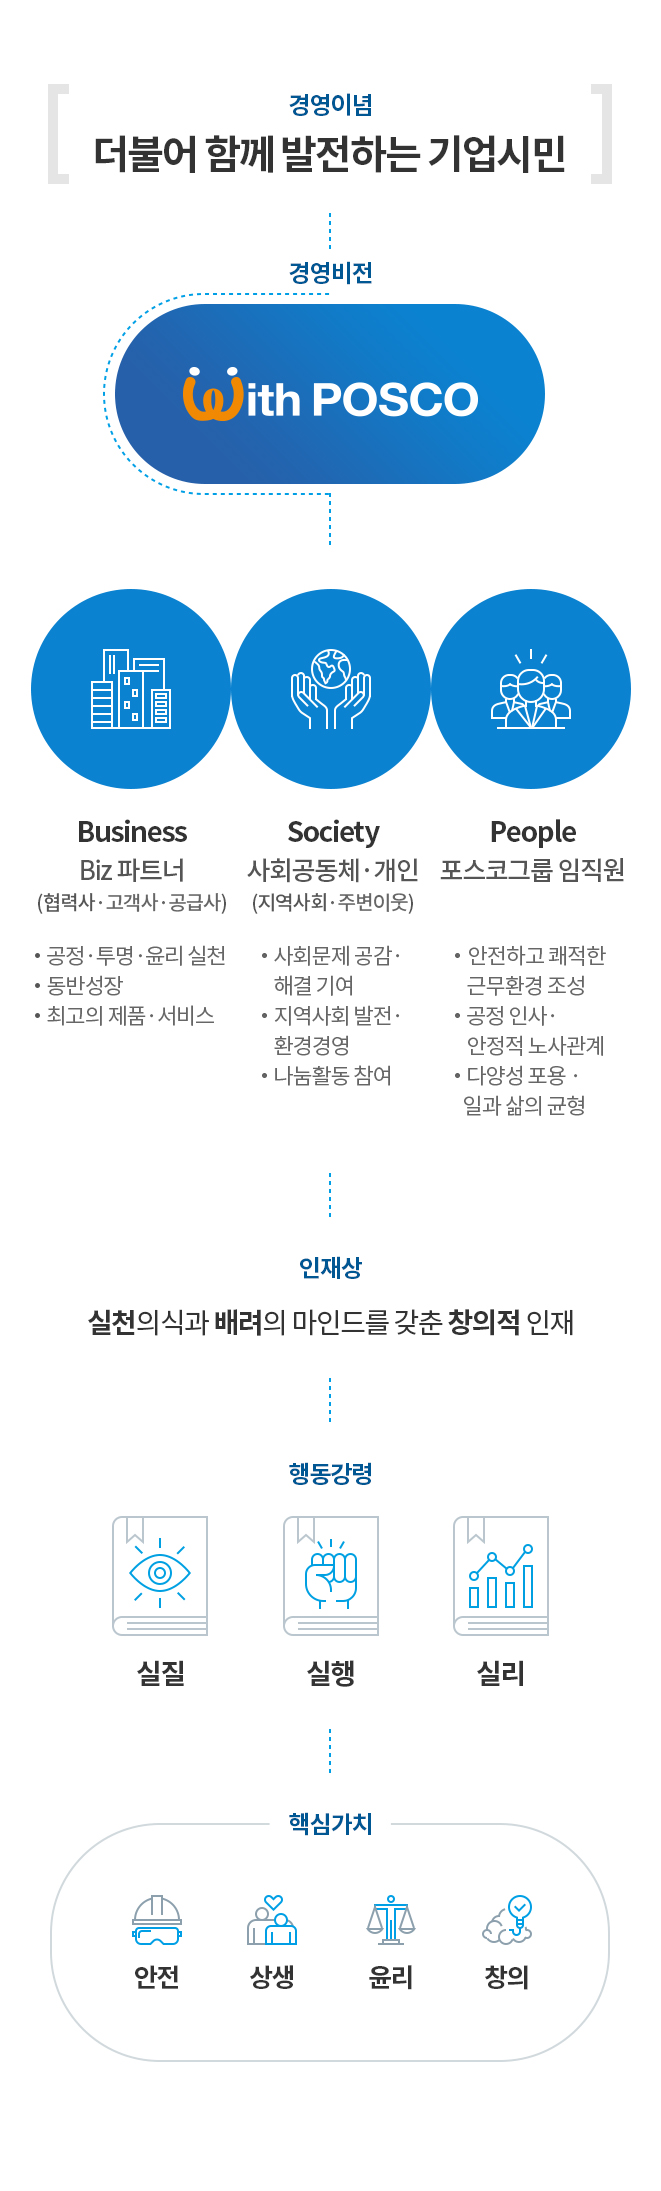 경영이념
더불어 함께 발전하는 기업시민
경영비전
With POSCO
Business
Biz 파트너
(협력사·고객사·공급사)
• 공정·투명·윤리 실천
• 동반성장
• 최고의 제품·서비스
Society
사회공동체·개인
(지역사회·주변이웃)
• 사회문제 공감·
해결 기여
• 지역사회 발전·
환경경영
• 나눔활동 참여
People
포스코그룹 임직원
• 안전하고 쾌적한
근무환경 조성
• 공정 인사·
안정적 노사관계
• 다양성 포용 ·
일과 삶의 균형
인재상
실천의식과 배려의 마인드를 갖춘 창의적 인재
행동강령
실질
실행
실리
핵심가치
안전
상생
윤리
창의